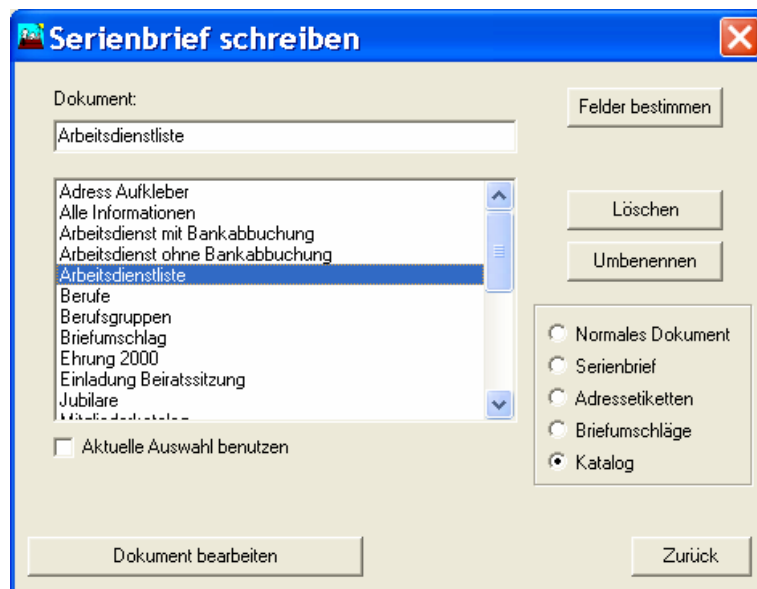 Serienbrief schreiben
Dokument:
Felder bestimmen
Arbeitsdienstliste
Adress Aufkleber
Alle Informationen
Arbeitsdienst mit Bankabbuchung
Arbeitsdienst ohne Bankabbuchung
Arbeitsdienstliste
Berufe
Berufsgruppen
Briefumschlag
Ehrung 2000
Einladung Beiratssitzung
Jubilare
Mitgliederkatalog
Löschen
Umbenennen
Normales Dokument
Serienbrief
Adressetiketten
Briefumschläge
Katalog
Aktuelle Auswahl benutzen
Dokument bearbeiten
Zurück